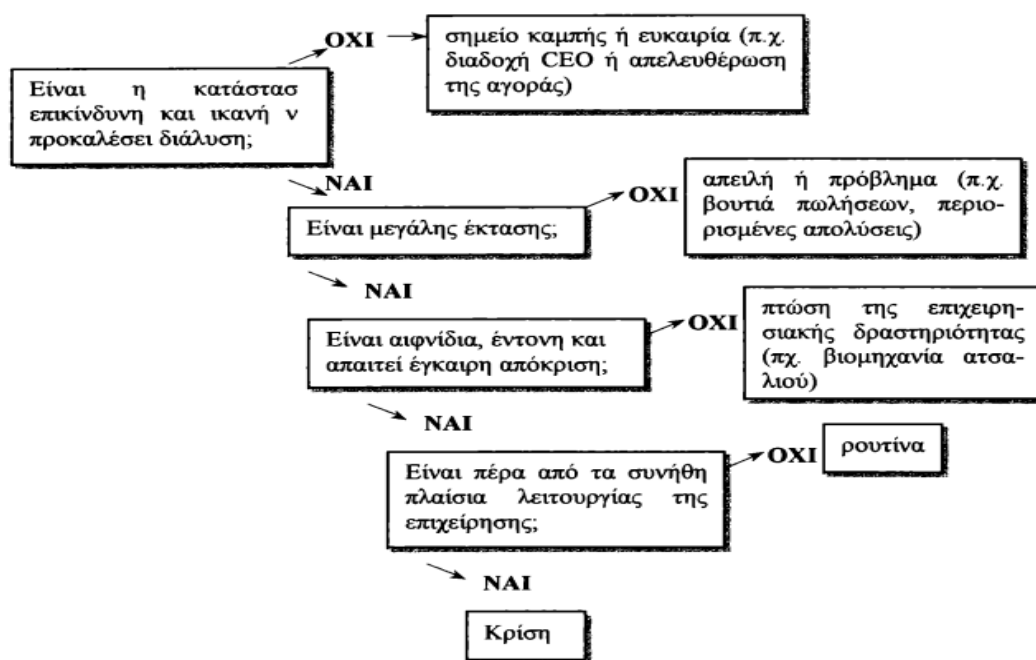 ΟΧΙ
σημείο καμπής ή ευκαιρία (π.χ.
διαδοχή CEO ή απελευθέρωση
της αγοράς)
Είναι η κατάστασ
επικίνδυνη και ικανή ν
προκαλέσει διάλυση;
ΝΑΙ
Είναι μεγάλης έκτασης;
ΟΧΙ
απειλή ή πρόβλημα (π.χ.
βουτιά πωλήσεων, περιο-
ρισμένες απολύσεις)
ΝΑΙ
Είναι αιφνίδια, έντονη και
απαιτεί έγκαιρη απόκριση;
ΟΧΙ
πτώση της επιχειρη-
σιακής δραστηριότητας
(πχ. βιομηχανία ατσα-
λιού)
ΝΑΙ
Είναι πέρα από τα συνήθη
πλαίσια λειτουργίας της
επιχείρησης;
ΟΧΙ
ρουτίνα
ΝΑΙ
Κρίση